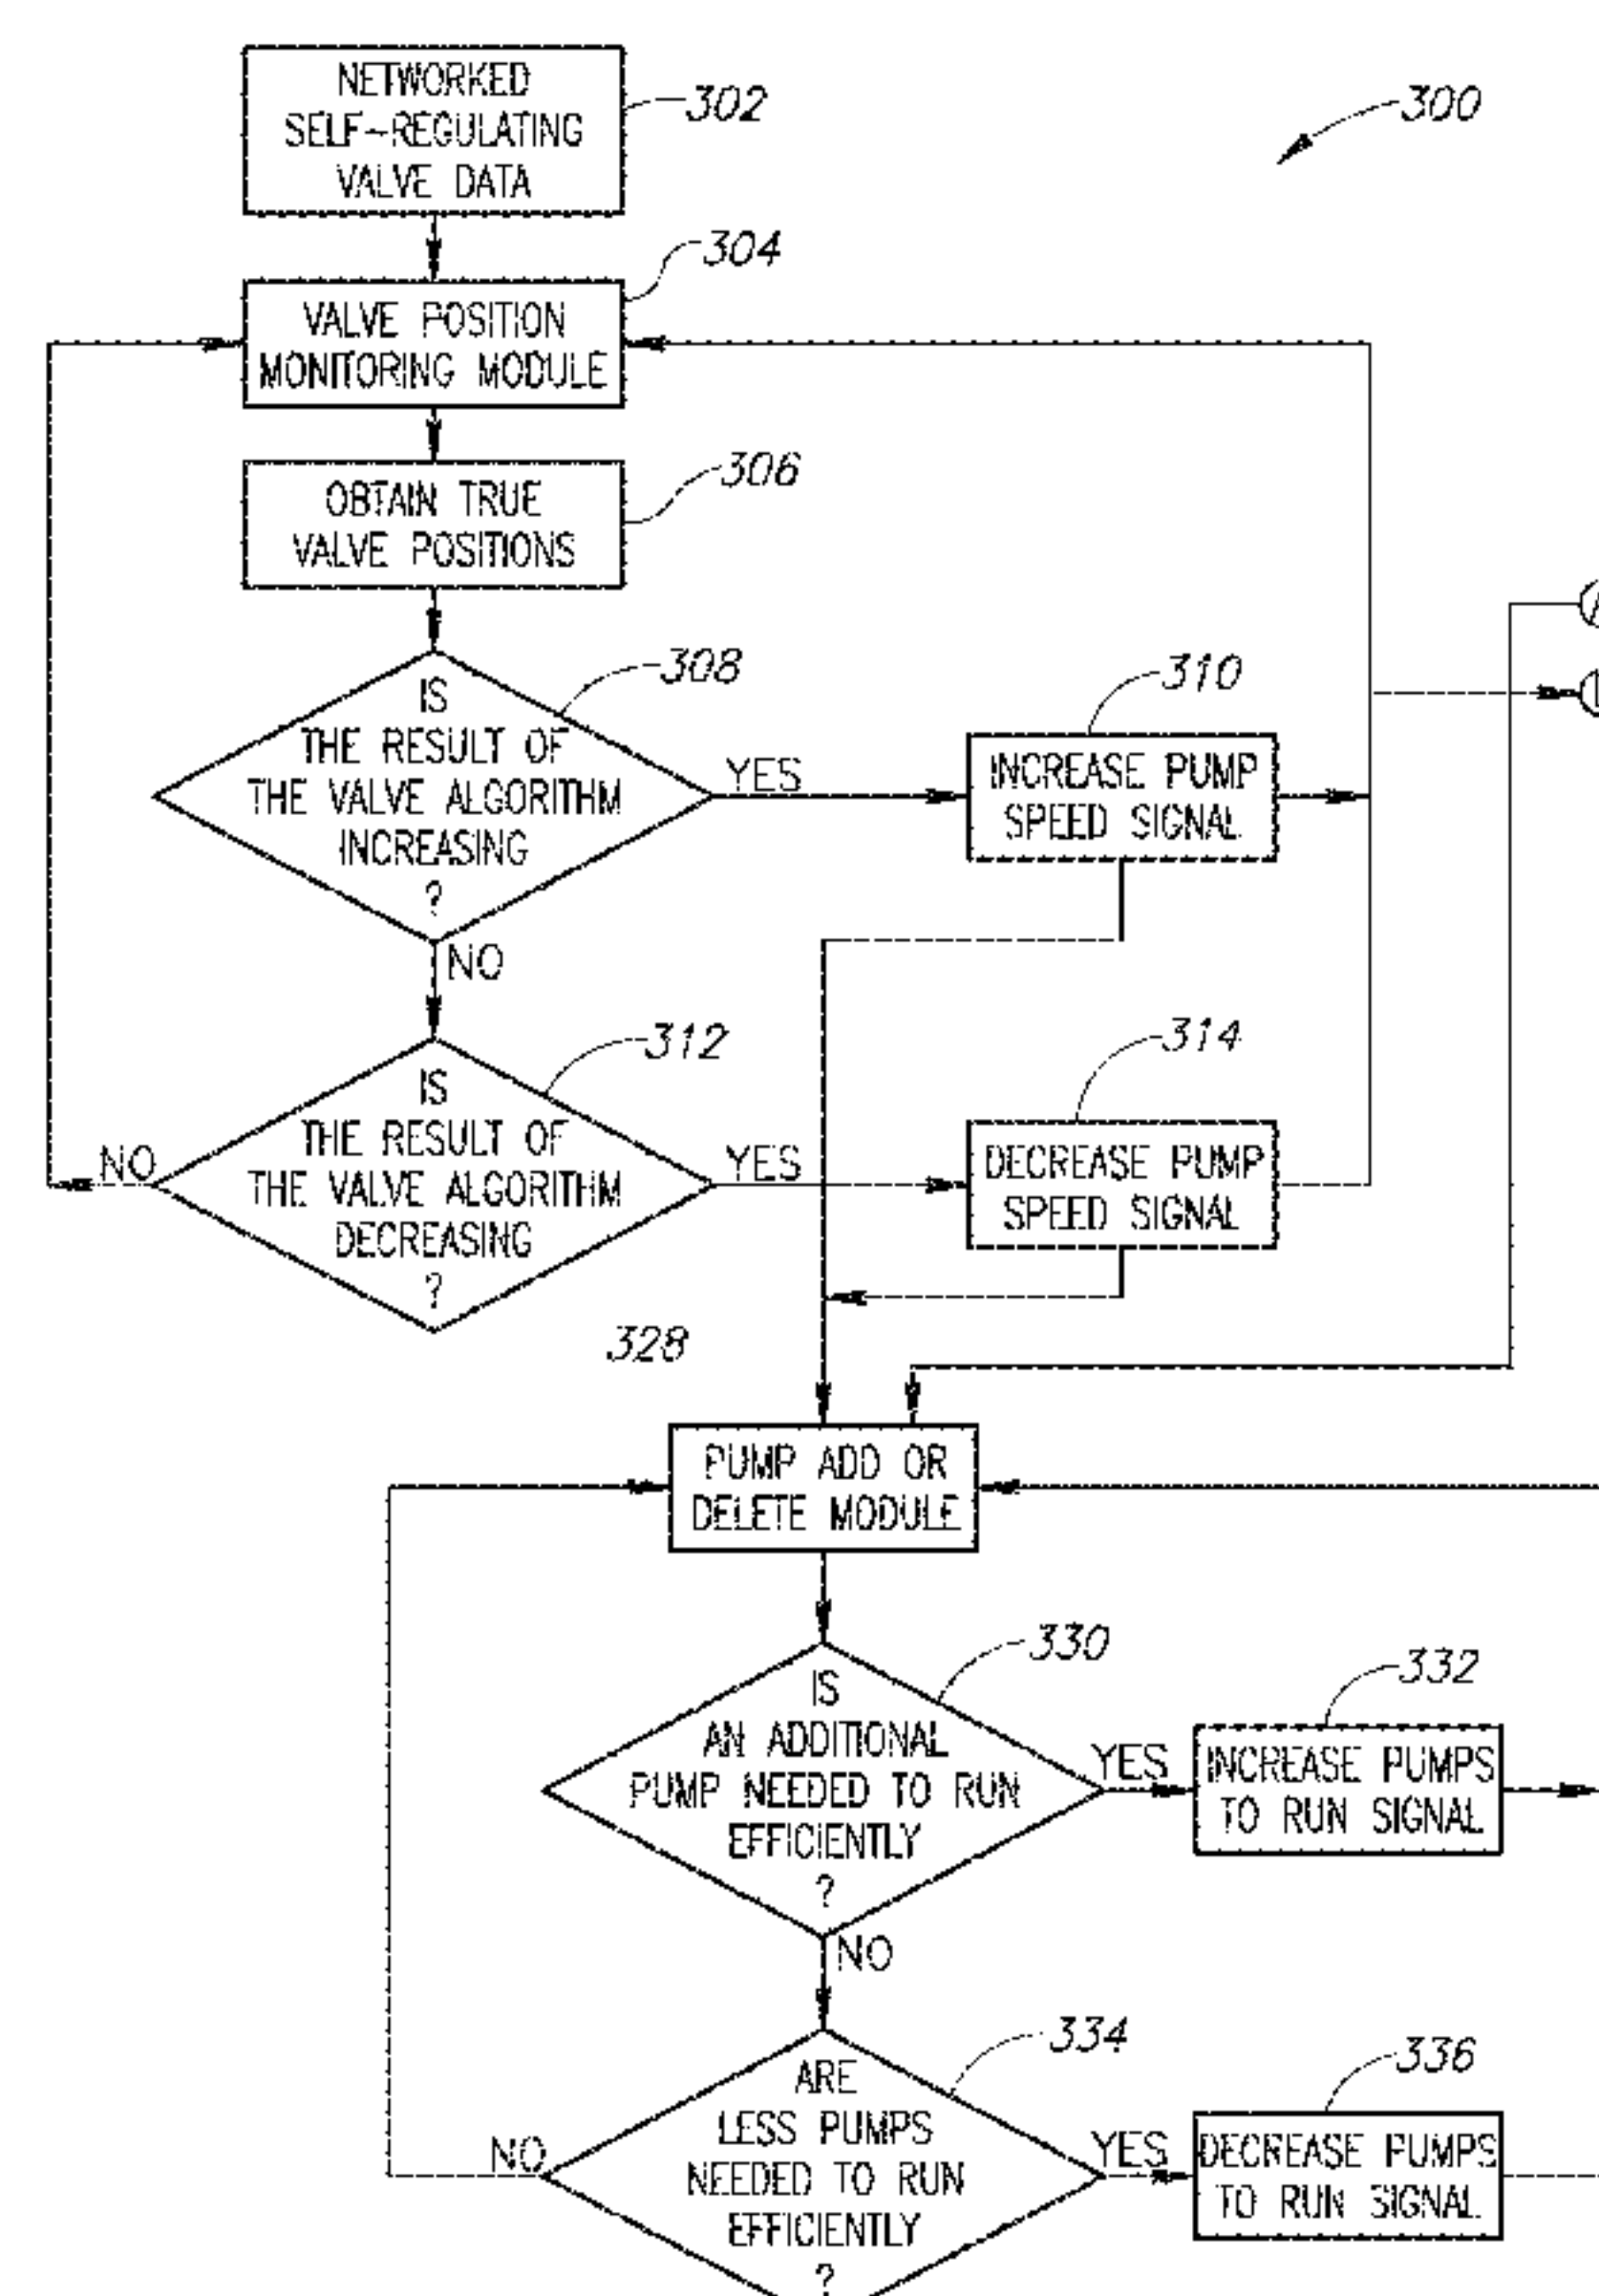 NETWORKED
SELF-REGULATING
VALVE DATA
302
300
304
VALVE POSITION
MONITORING MODULE
306
OBTAIN TRUE
VALVE POSITIONS
308
IS
THE RESULT OF
THE VALVE ALGORITHM
INCREASING
?
YES
310
INCREASE PUMP
SPEED SIGNAL
NO
312
IS
THE RESULT OF
THE VALVE ALGORITHM
DECREASING
?
NO
YES
314
DECREASE PUMP
SPEED SIGNAL
328
PUMP ADD OR
DELETE MODULE
330
IS
AN ADDITIONAL
PUMP NEEDED TO RUN
EFFICIENTLY
?
YES
332
INCREASE PUMPS
TO RUN SIGNAL
NO
334
ARE
LESS PUMPS
NEEDED TO RUN
EFFICIENTLY
?
NO
YES
336
DECREASE PUMPS
TO RUN SIGNAL